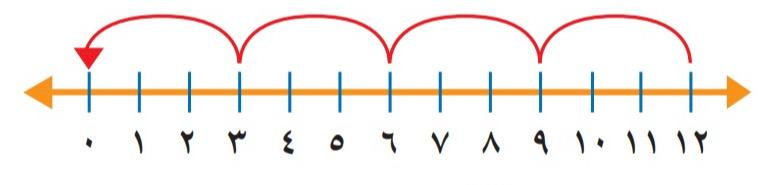 ٠ ١ ٢ ٣ ٤ ٥ ٦ ٧ ٨ ٩ ١٠ ١١ ١٢